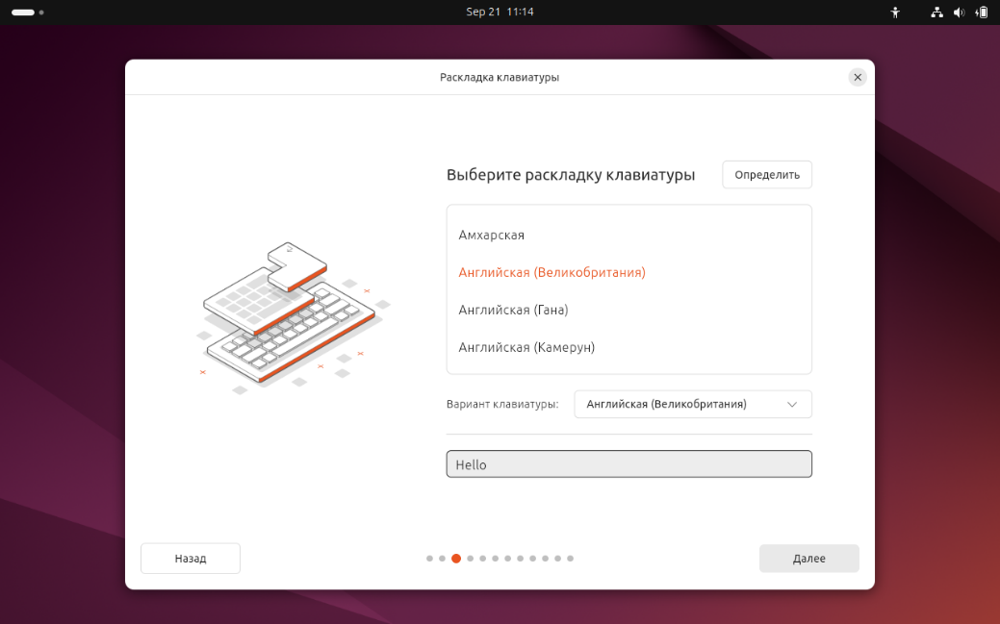 Sep 21 11:14
Раскладка клавиатуры
Выберите раскладку клавиатуры
Определить
Амхарская
Английская (Великобритания)
Английская (Гана)
Английская (Камерун)
Вариант клавиатуры:
Английская (Великобритания)
Hello
Назад
Далее